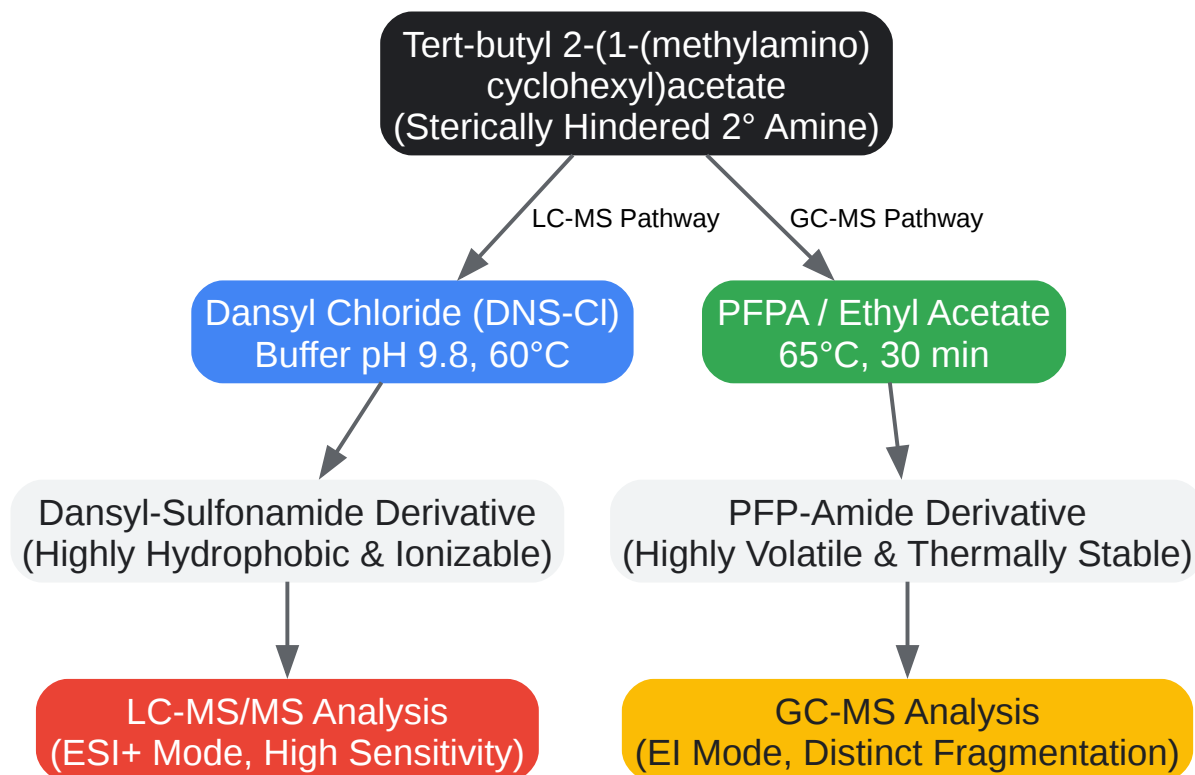 Tert-butyl 2-(1-(methylamino)
cyclohexyl)acetate
(Sterically Hindered 2° Amine)
LC-MS Pathway
GC-MS Pathway
Dansyl Chloride (DNS-Cl)
Buffer pH 9.8, 60°C
PFPA / Ethyl Acetate
65°C, 30 min
Dansyl-Sulfonamide Derivative
(Highly Hydrophobic & Ionizable)
PFP-Amide Derivative
(Highly Volatile & Thermally Stable)
LC-MS/MS Analysis
(ESI+ Mode, High Sensitivity)
GC-MS Analysis
(EI Mode, Distinct Fragmentation)